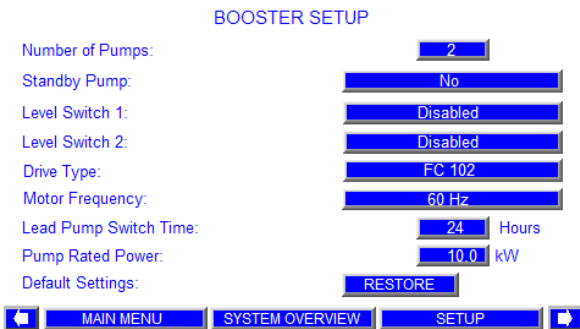 BOOSTER SETUP
Number of Pumps: 2
Standby Pump: No
Level Switch 1: Disabled
Level Switch 2: Disabled
Drive Type: FC 102
Motor Frequency: 60 Hz
Lead Pump Switch Time: 24 Hours
Pump Rated Power: 10.0 kW
Default Settings: RESTORE
MAIN MENU SYSTEM OVERVIEW SETUP